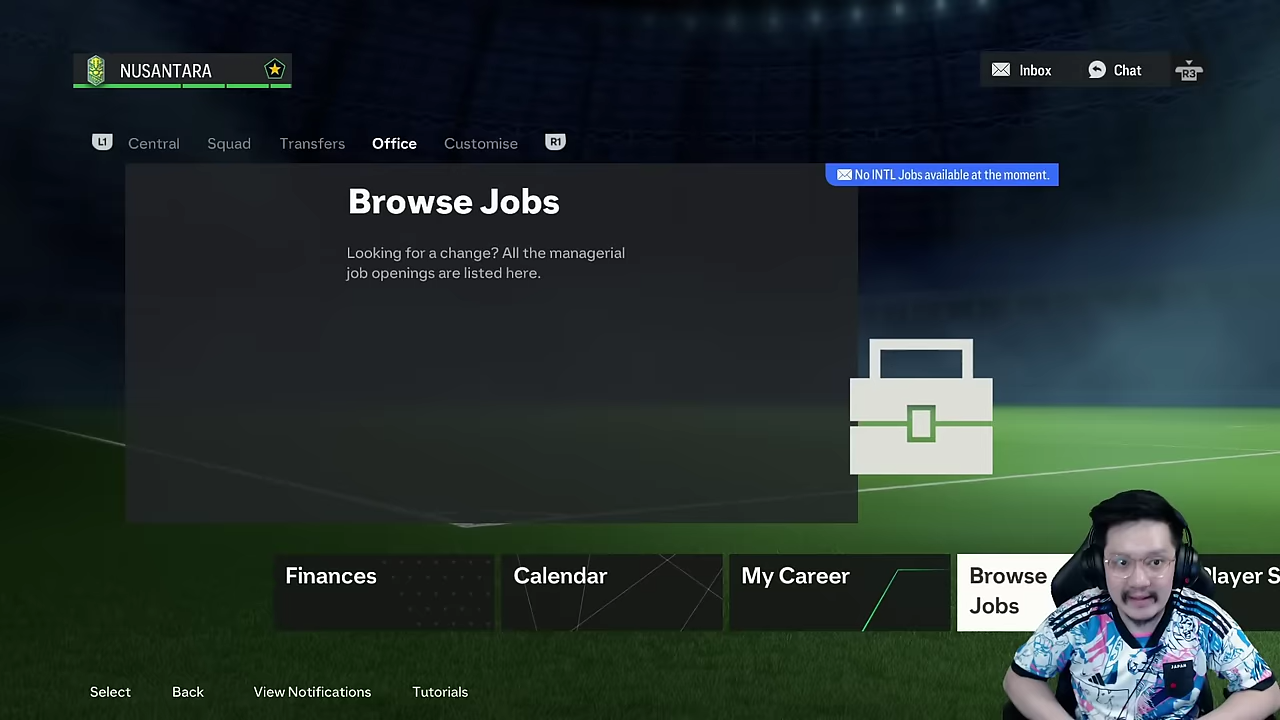 NUSANTARA
Inbox
Chat
R3
L1
Central
Squad
Transfers
Office
Customise
R1
No INTL Jobs available at the moment.
Browse Jobs
Looking for a change? All the managerial
job openings are listed here.
Finances
Calendar
My Career
Browse
Jobs
Player S
JAPAN
Select
Back
View Notifications
Tutorials